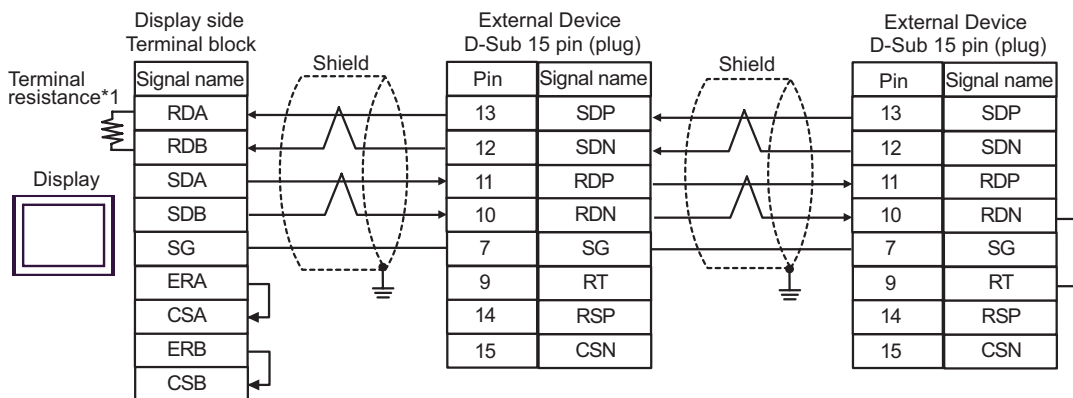 Display side
Terminal block
External Device
D-Sub 15 pin (plug)
External Device
D-Sub 15 pin (plug)
Terminal
resistance*1
Display
Shield
Shield
Signal name
RDA
RDB
SDA
SDB
SG
ERA
CSA
ERB
CSB
Pin Signal name
13 SDP
12 SDN
11 RDP
10 RDN
7 SG
9 RT
14 RSP
15 CSN
Pin Signal name
13 SDP
12 SDN
11 RDP
10 RDN
7 SG
9 RT
14 RSP
15 CSN